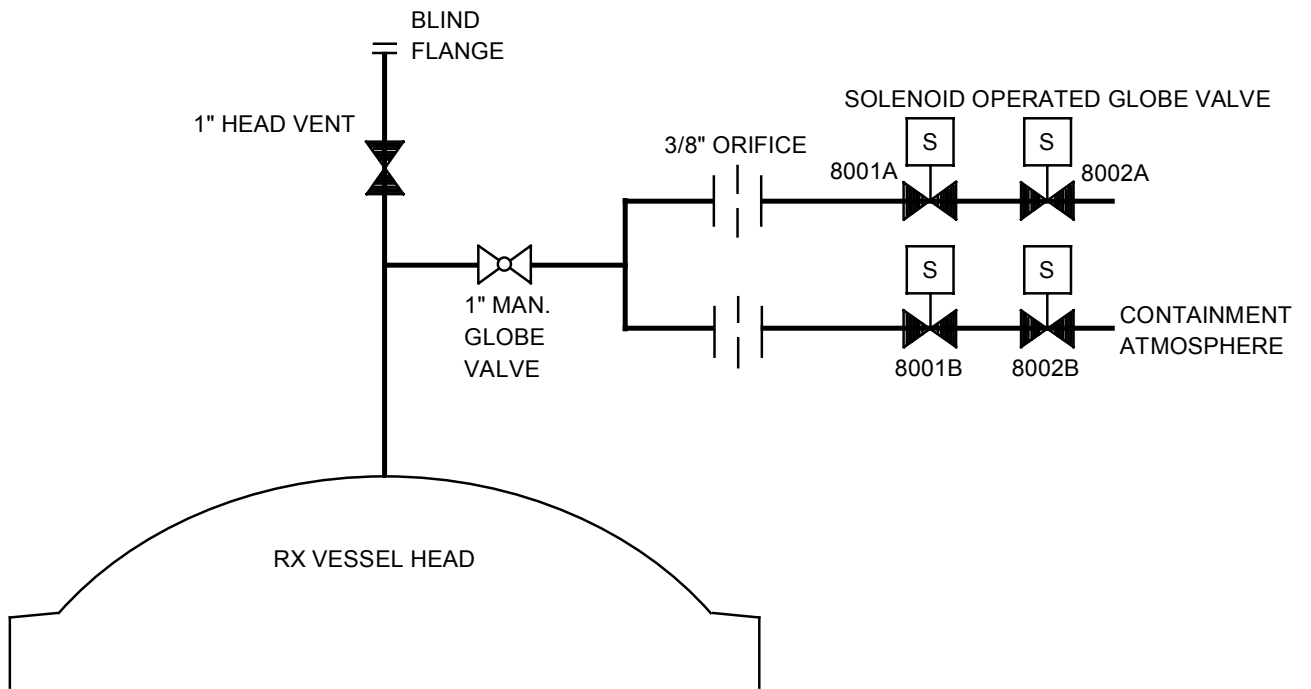 BLIND
FLANGE
1" HEAD VENT
SOLENOID OPERATED GLOBE VALVE
3/8" ORIFICE
S
S
8001A
8002A
S
S
1" MAN.
GLOBE
VALVE
CONTAINMENT
ATMOSPHERE
8001B
8002B
RX VESSEL HEAD